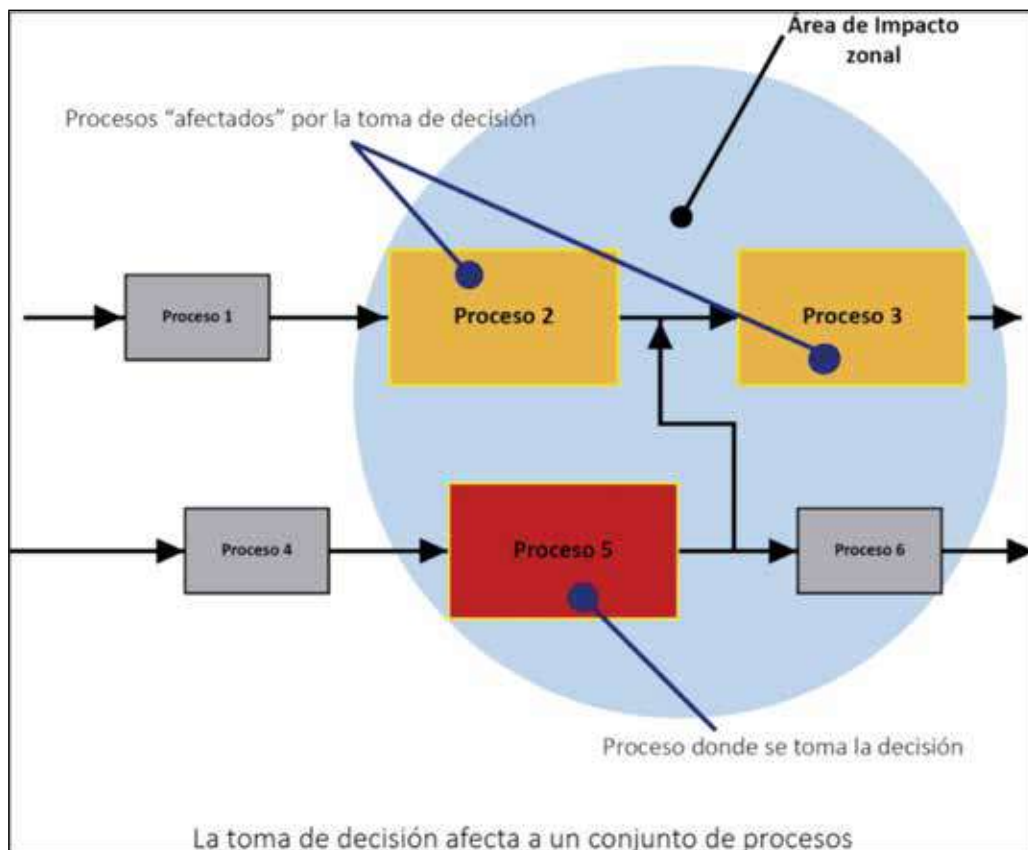 Área de Impacto
zonal
Procesos “afectados” por la toma de decisión
Proceso 1
Proceso 2
Proceso 3
Proceso 4
Proceso 5
Proceso 6
Proceso donde se toma la decisión
La toma de decisión afecta a un conjunto de procesos